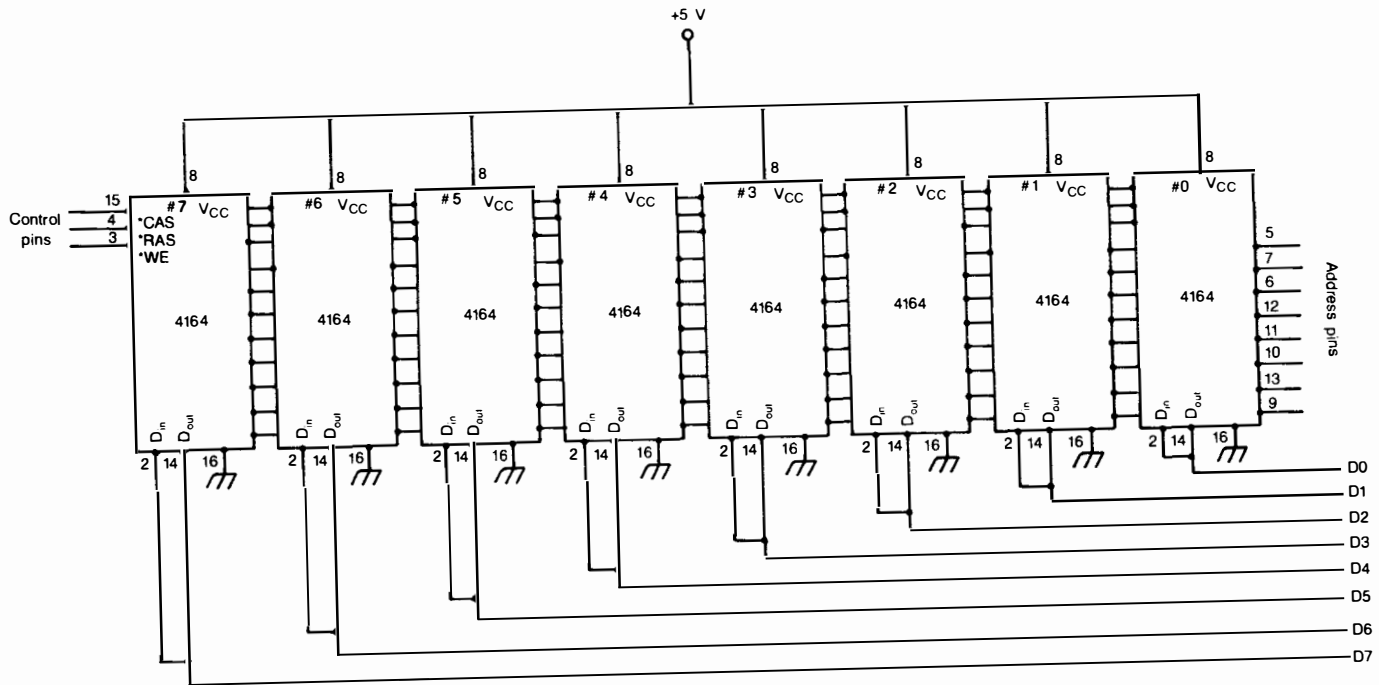 +5 V
8 8 8 8 8 8 8 8
15
Control 4
pins 3
#7 VCC
*CAS
*RAS
*WE
4164
Din Dout
2 14 16
#6 VCC
4164
Din Dout
2 14 16
#5 VCC
4164
Din Dout
2 14 16
#4 VCC
4164
Din Dout
2 14 16
#3 VCC
4164
Din Dout
2 14 16
#2 VCC
4164
Din Dout
2 14 16
#1 VCC
4164
Din Dout
2 14 16
#0 VCC
4164
Din Dout
2 14 16
5
7
6
12
11
10
13
9
Address pins
D0
D1
D2
D3
D4
D5
D6
D7